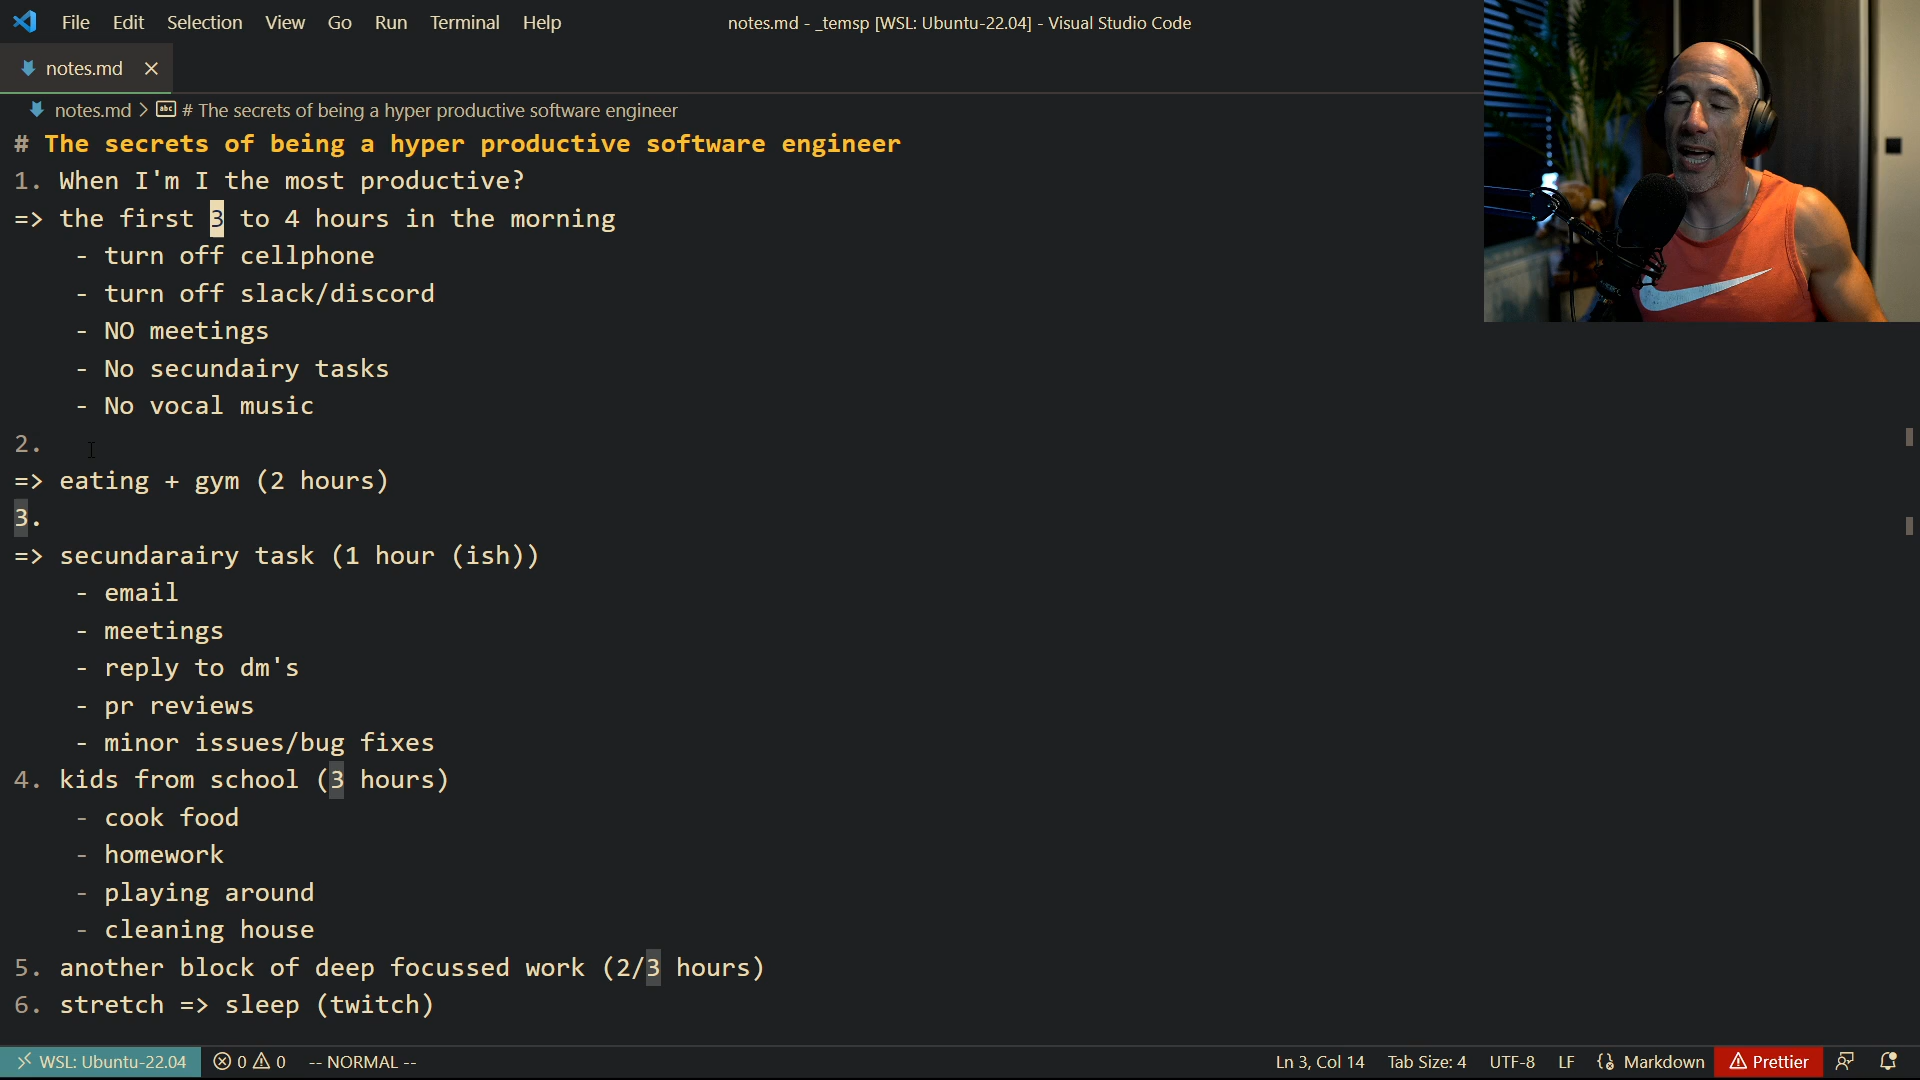 File Edit Selection View Go Run Terminal Help
notes.md - _temsp [WSL: Ubuntu-22.04] - Visual Studio Code
notes.md
notes.md > # The secrets of being a hyper productive software engineer
# The secrets of being a hyper productive software engineer
1. When I'm I the most productive?
=> the first 3 to 4 hours in the morning
- turn off cellphone
- turn off slack/discord
- NO meetings
- No secundairy tasks
- No vocal music
2.
=> eating + gym (2 hours)
3.
=> secundarairy task (1 hour (ish))
- email
- meetings
- reply to dm's
- pr reviews
- minor issues/bug fixes
4. kids from school (3 hours)
- cook food
- homework
- playing around
- cleaning house
5. another block of deep focussed work (2/3 hours)
6. stretch => sleep (twitch)
WSL: Ubuntu-22.04 0 0 -- NORMAL -- Ln 3, Col 14 Tab Size: 4 UTF-8 LF Markdown Prettier